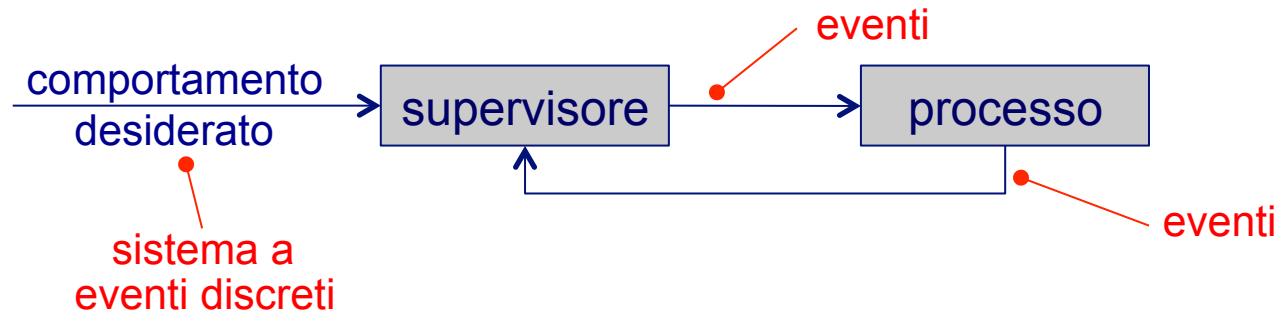 eventi
comportamento
desiderato
supervisore
processo
eventi
sistema a
eventi discreti